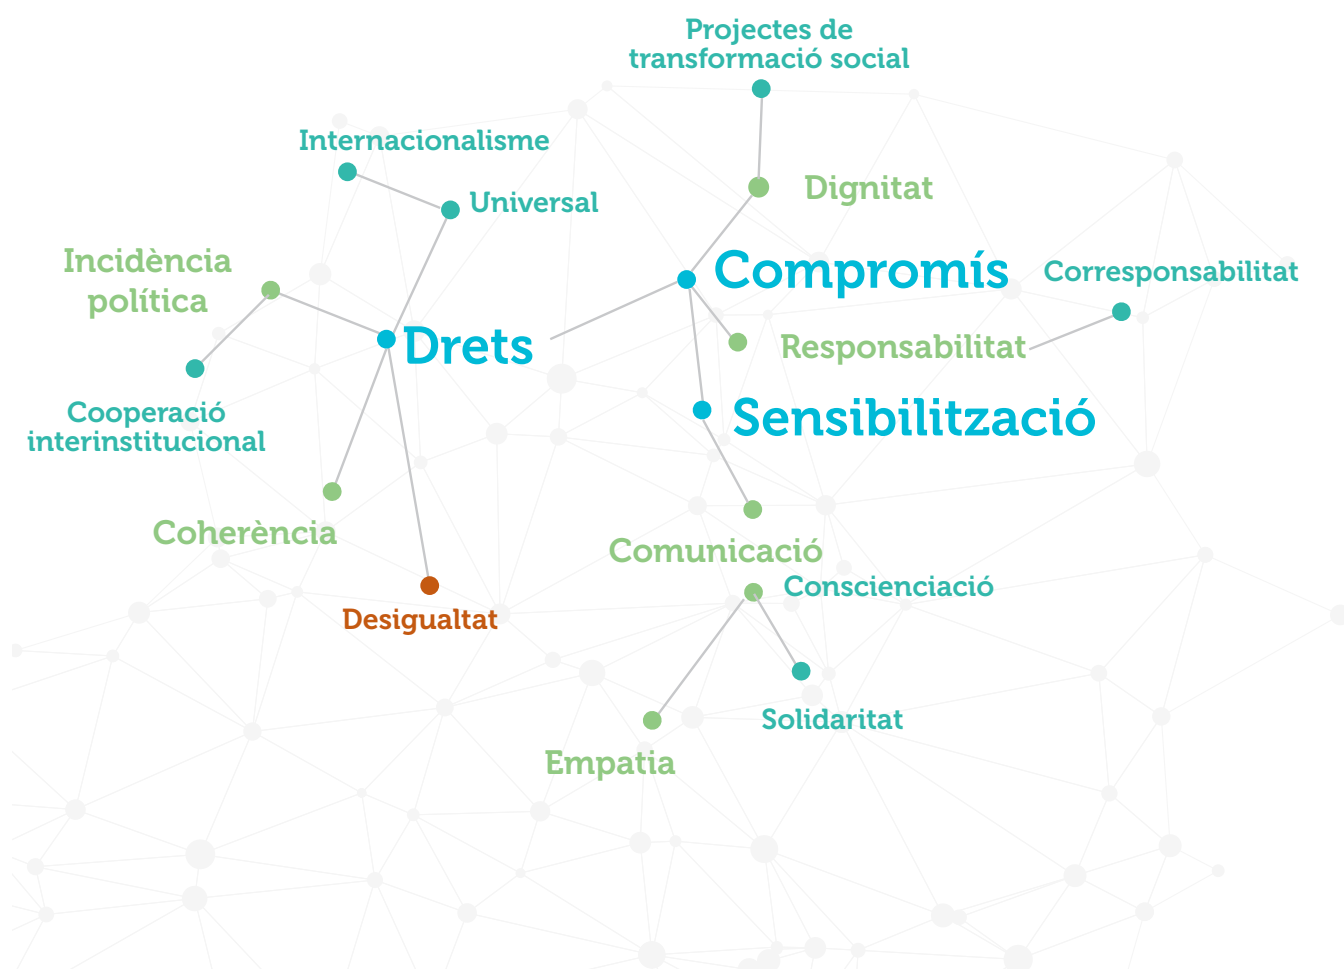 Projectes de
transformació social
Internacionalisme
Universal
Dignitat
Incidència
política
Compromís
Corresponsabilitat
Drets
Responsabilitat
Cooperació
interinstitucional
Sensibilització
Coherència
Comunicació
Conscienciació
Desigualtat
Solidaritat
Empatia